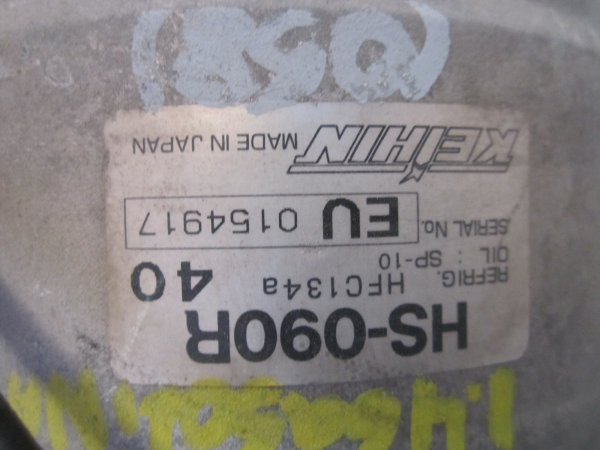 HS-090R
REFRIG. HFC134a 40
OIL : SP-10
SERIAL No. EU 0154917
KEIHIN MADE IN JAPAN